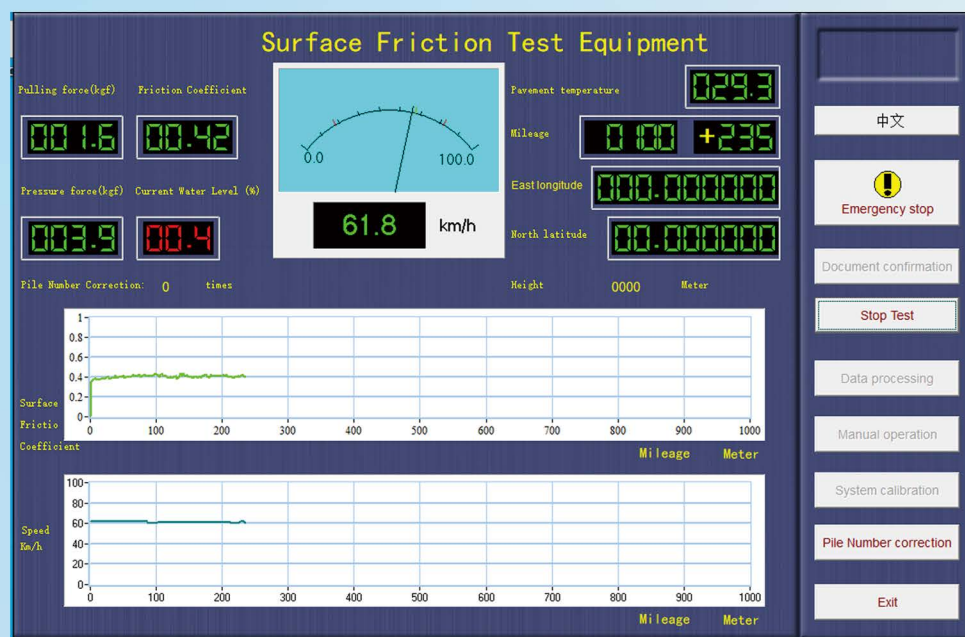 Surface Friction Test Equipment
Pulling force(kgf)
Friction Coefficient
001.6
00.42
Pressure force(kgf)
Current Water Level (%)
003.9
00.4
0.0
100.0
61.8
km/h
Pavement temperature
029.3
Mileage
0100
+235
East longitude
000.000000
North latitude
00.000000
Pile Number Correction: 0 times
Height 0000 Meter
1
0.8
0.6
0.4
0.2
0
Surface
Frictio
Coefficient
0 100 200 300 400 500 600 700 800 900 1000
Mileage Meter
100
80
60
40
20
0
Speed
Km/h
0 100 200 300 400 500 600 700 800 900 1000
Mileage Meter
中文
!
Emergency stop
Document confirmation
Stop Test
Data processing
Manual operation
System calibration
Pile Number correction
Exit